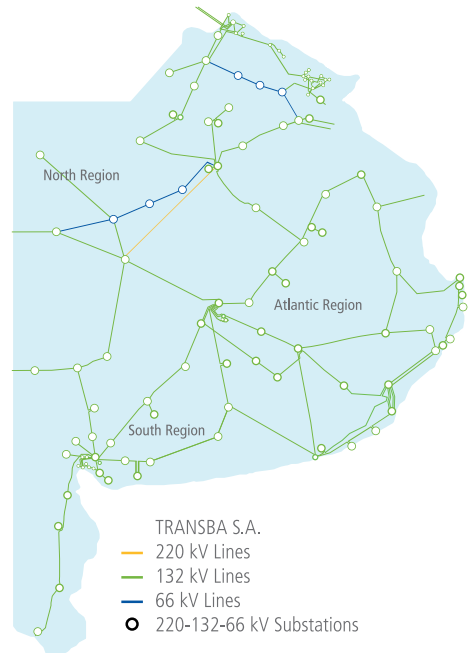 North Region
Atlantic Region
South Region
TRANSBA S.A.
220 kV Lines
132 kV Lines
66 kV Lines
220-132-66 kV Substations